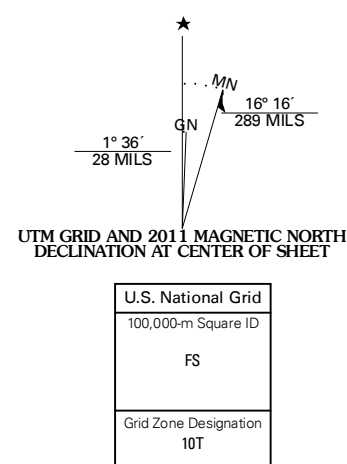 MN
16° 16´
289 MILS
GN
1° 36´
28 MILS
UTM GRID AND 2011 MAGNETIC NORTH
DECLINATION AT CENTER OF SHEET
U.S. National Grid
100,000-m Square ID
FS
Grid Zone Designation
10T